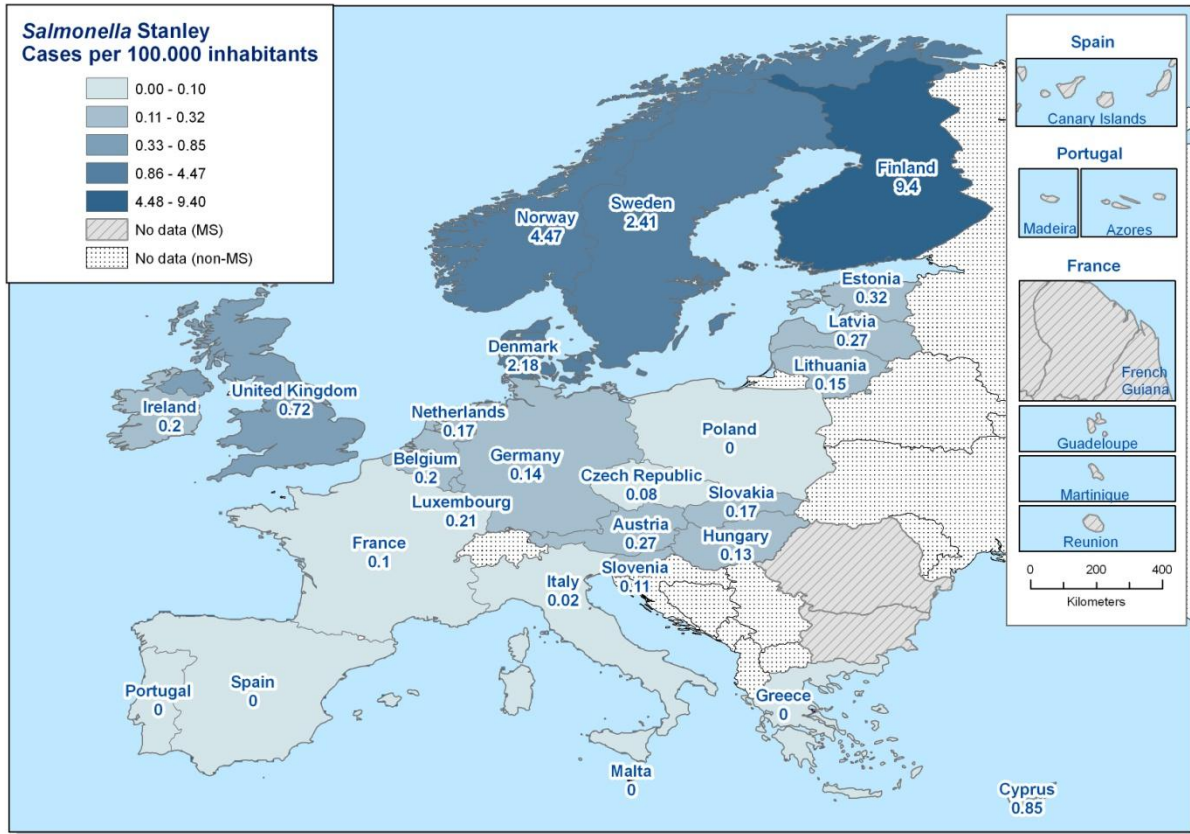 Salmonella Stanley
Cases per 100.000 inhabitants
0.00 - 0.10
0.11 - 0.32
0.33 - 0.85
0.86 - 4.47
4.48 - 9.40
No data (MS)
No data (non-MS)
Spain
Canary Islands
Portugal
Madeira
Azores
France
French
Guiana
Guadeloupe
Martinique
Reunion
0 200 400
Kilometers
Finland
9.4
Sweden
2.41
Norway
4.47
Estonia
0.32
Latvia
0.27
Lithuania
0.15
Denmark
2.18
United Kingdom
0.72
Ireland
0.2
Netherlands
0.17
Poland
0
Belgium
0.2
Germany
0.14
Czech Republic
0.08
Slovakia
0.17
Luxembourg
0.21
Austria
0.27
Hungary
0.13
France
0.1
Slovenia
0.11
Italy
0.02
Portugal
0
Spain
0
Greece
0
Malta
0
Cyprus
0.85